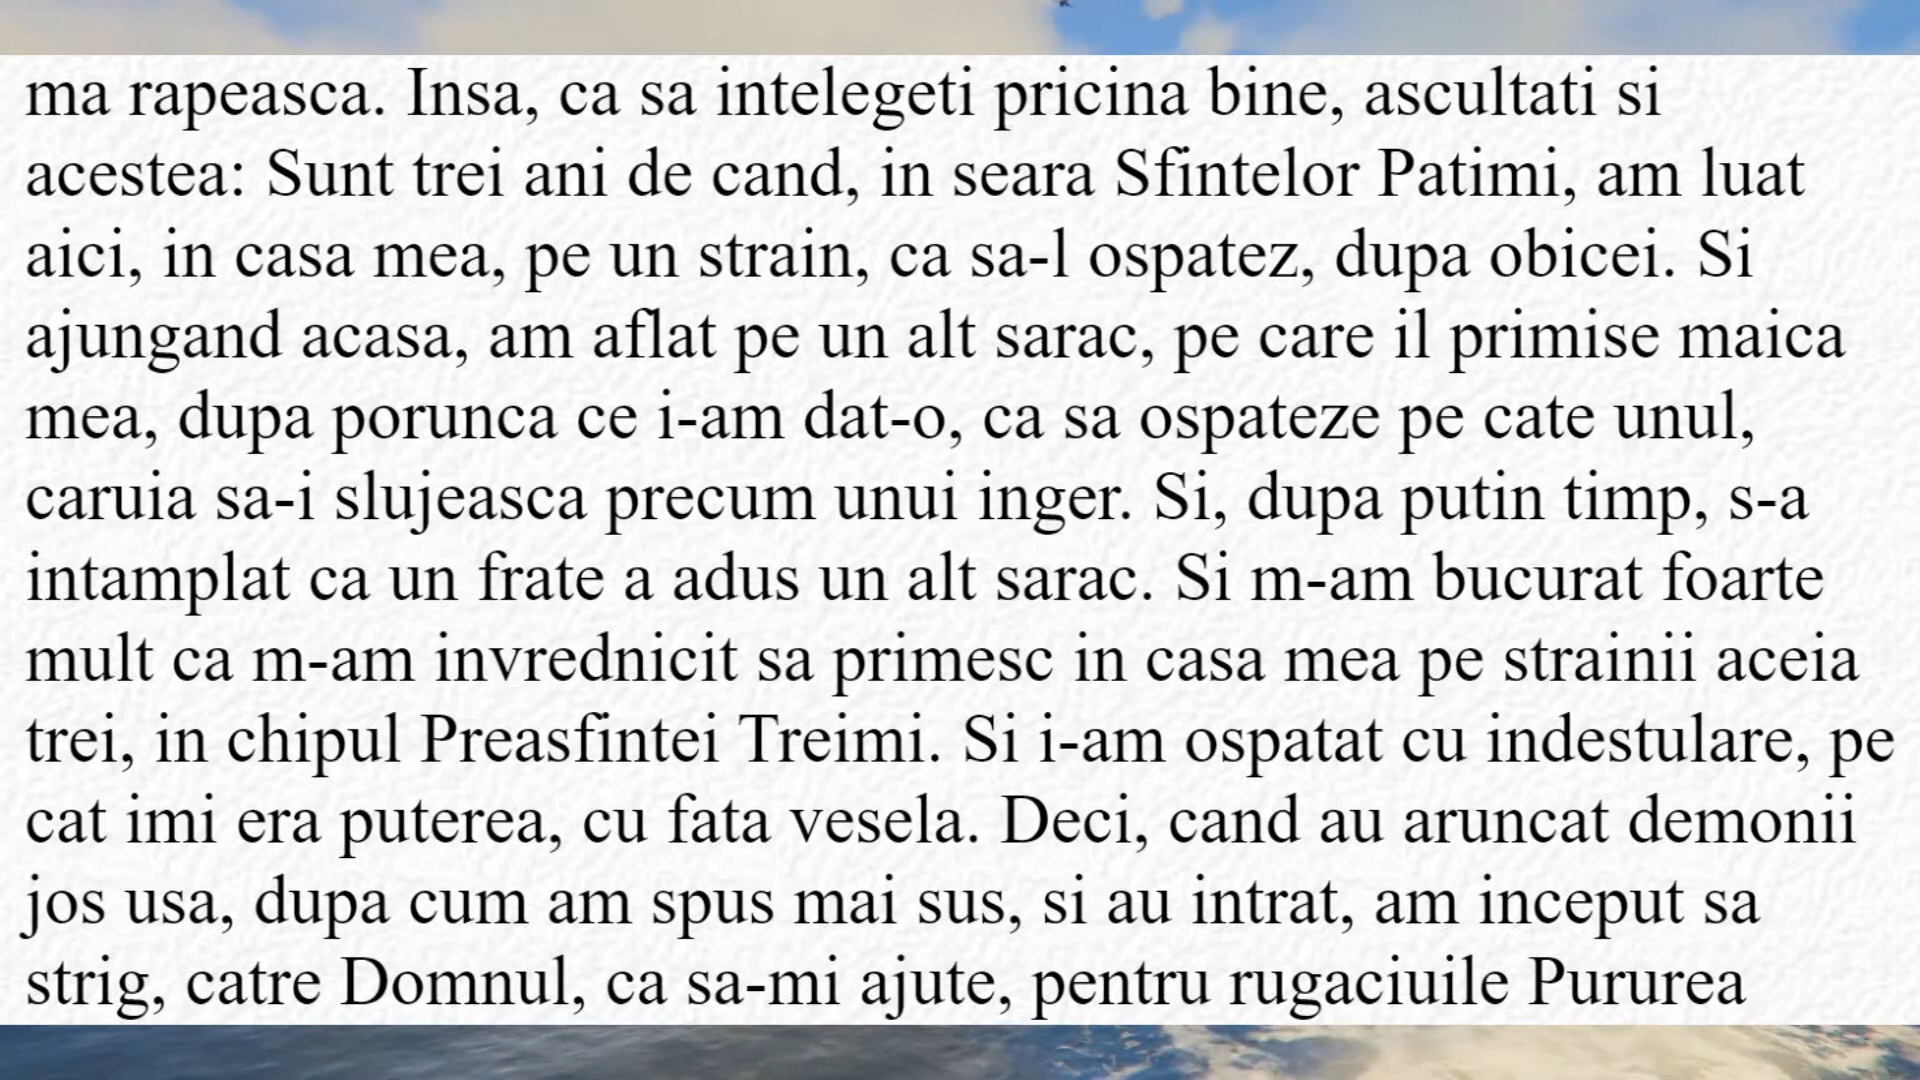 ma rapeasca. Insa, ca sa intelegeti pricina bine, ascultati si
acestea: Sunt trei ani de cand, in seara Sfintelor Patimi, am luat
aici, in casa mea, pe un strain, ca sa-l ospatez, dupa obicei. Si
ajungand acasa, am aflat pe un alt sarac, pe care il primise maica
mea, dupa porunca ce i-am dat-o, ca sa ospateze pe cate unul,
caruia sa-i slujeasca precum unui inger. Si, dupa putin timp, s-a
intamplat ca un frate a adus un alt sarac. Si m-am bucurat foarte
mult ca m-am invrednicit sa primesc in casa mea pe strainii aceia
trei, in chipul Preasfintei Treimi. Si i-am ospatat cu indestulare, pe
cat imi era puterea, cu fata vesela. Deci, cand au aruncat demonii
jos usa, dupa cum am spus mai sus, si au intrat, am inceput sa
strig, catre Domnul, ca sa-mi ajute, pentru rugaciuile Pururea